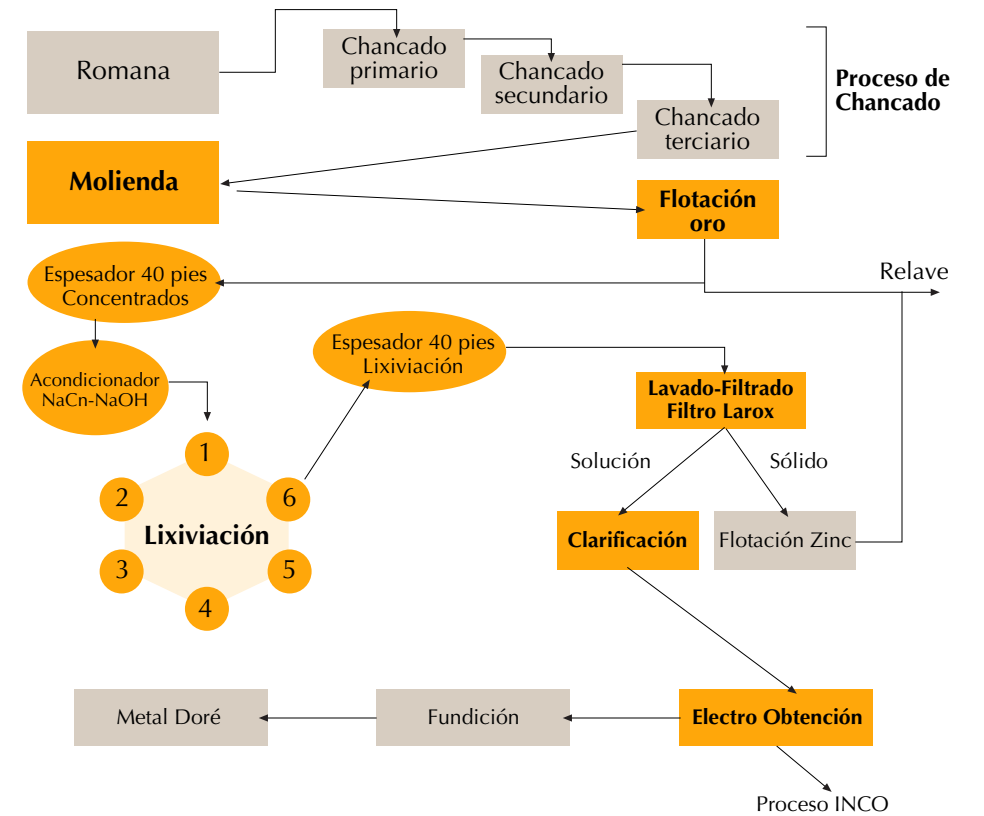 Romana
Chancado
primario
Chancado
secundario
Chancado
terciario
Proceso de
Chancado
Molienda
Flotación
oro
Espesador 40 pies
Concentrados
Relave
Acondicionador
NaCn-NaOH
Espesador 40 pies
Lixiviación
Lavado-Filtrado
Filtro Larox
Solución
Sólido
1
2
3
4
5
6
Lixiviación
Clarificación
Flotación Zinc
Metal Doré
Fundición
Electro Obtención
Proceso INCO